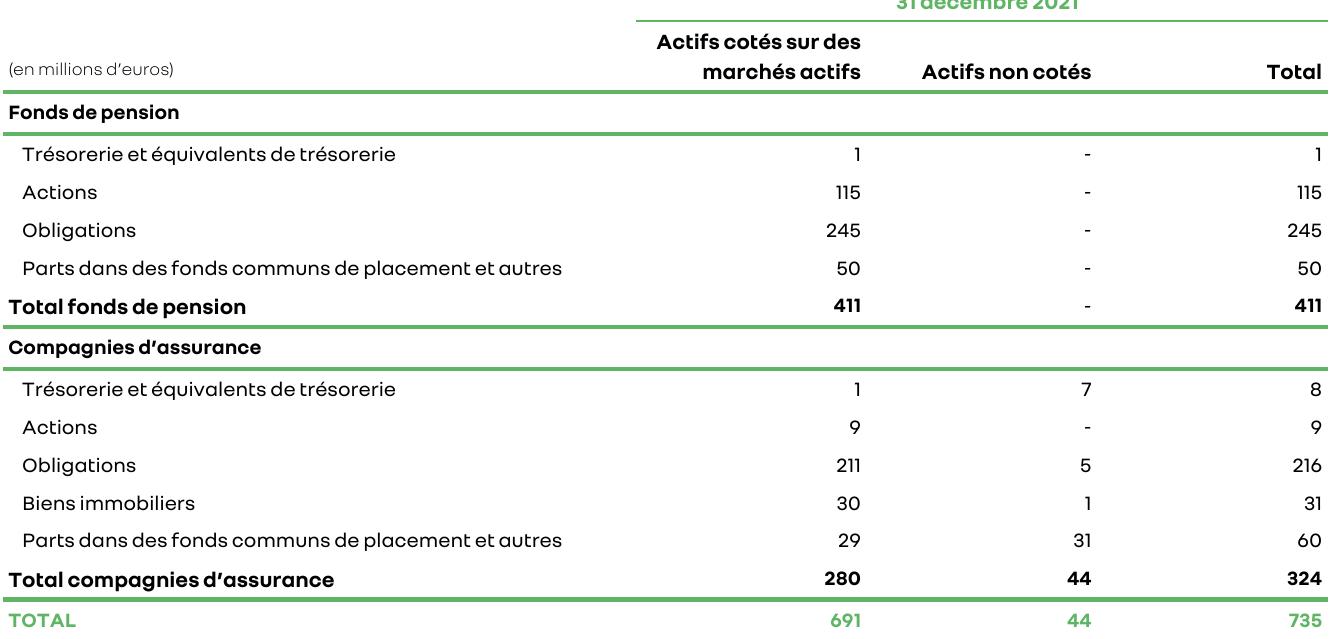 31 décembre 2021
Actifs cotés sur des
(en millions d’euros) marchés actifs Actifs non cotés Total
Fonds de pension
Trésorerie et équivalents de trésorerie 1 - 1
Actions 115 - 115
Obligations 245 - 245
Parts dans des fonds communs de placement et autres 50 - 50
Total fonds de pension 411 - 411
Compagnies d’assurance
Trésorerie et équivalents de trésorerie 1 7 8
Actions 9 - 9
Obligations 211 5 216
Biens immobiliers 30 1 31
Parts dans des fonds communs de placement et autres 29 31 60
Total compagnies d’assurance 280 44 324
TOTAL 691 44 735